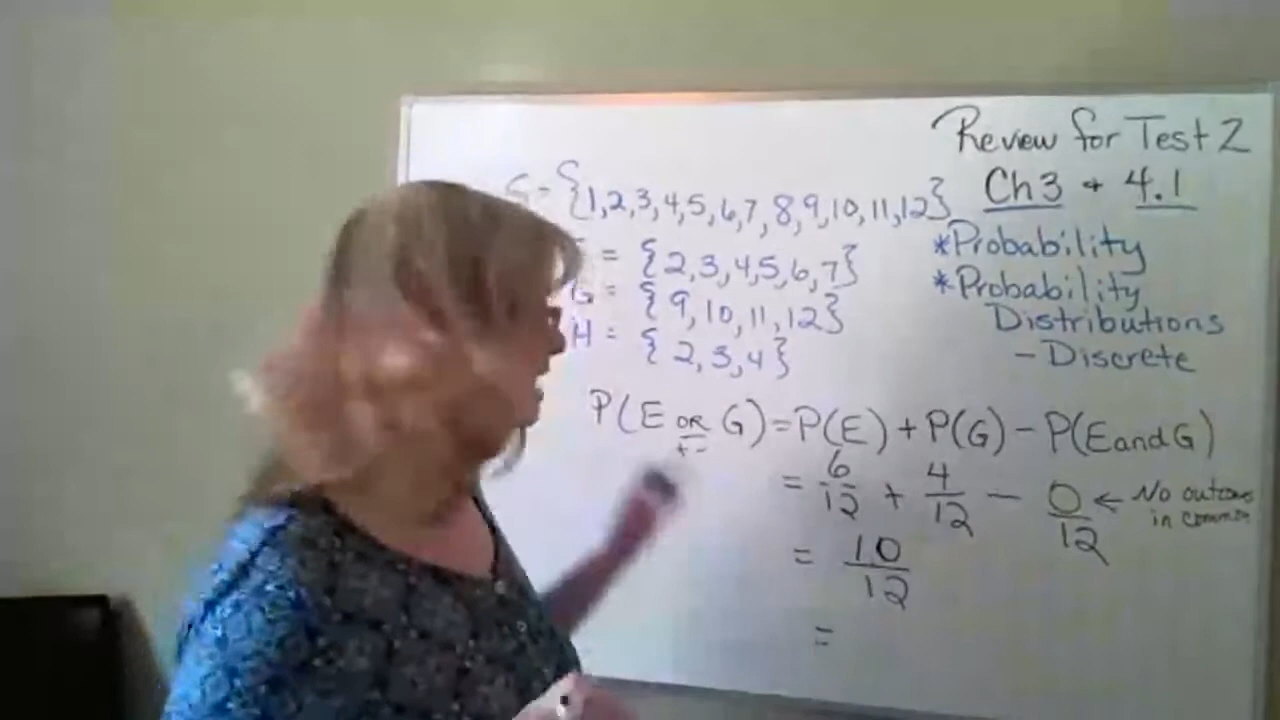 Review for Test 2
Ch3 + 4.1
*Probability
*Probability
Distributions
- Discrete
= {1,2,3,4,5,6,7,8,9,10,11,12}
= {2,3,4,5,6,7}
G = {9,10,11,12}
H = {2,3,4}
P(E OR G) = P(E) + P(G) - P(E and G)
+ -
= 6/12 + 4/12 - 0/12 ← No outcomes
in common
= 10/12
=